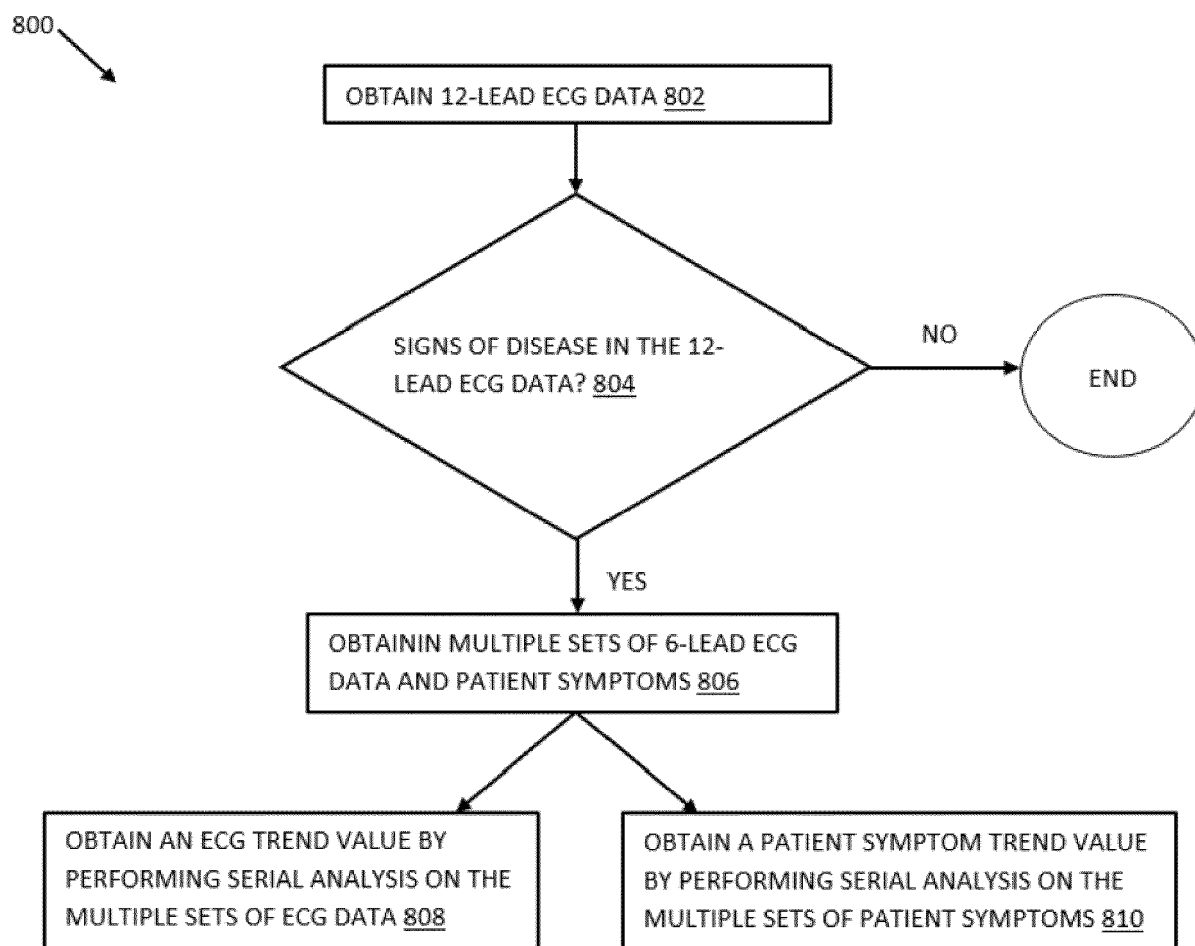 800
OBTAIN 12-LEAD ECG DATA 802
SIGNS OF DISEASE IN THE 12-
LEAD ECG DATA? 804
NO
END
YES
OBTAININ MULTIPLE SETS OF 6-LEAD ECG
DATA AND PATIENT SYMPTOMS 806
OBTAIN AN ECG TREND VALUE BY
PERFORMING SERIAL ANALYSIS ON THE
MULTIPLE SETS OF ECG DATA 808
OBTAIN A PATIENT SYMPTOM TREND VALUE
BY PERFORMING SERIAL ANALYSIS ON THE
MULTIPLE SETS OF PATIENT SYMPTOMS 810